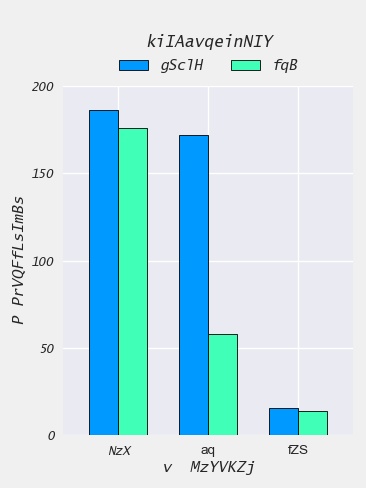 kiIAavqeinNIY
gSclH fqB
P PrVQFfLsImBs
200
150
100
50
0
NzX aq fZS
v MzYVKZj